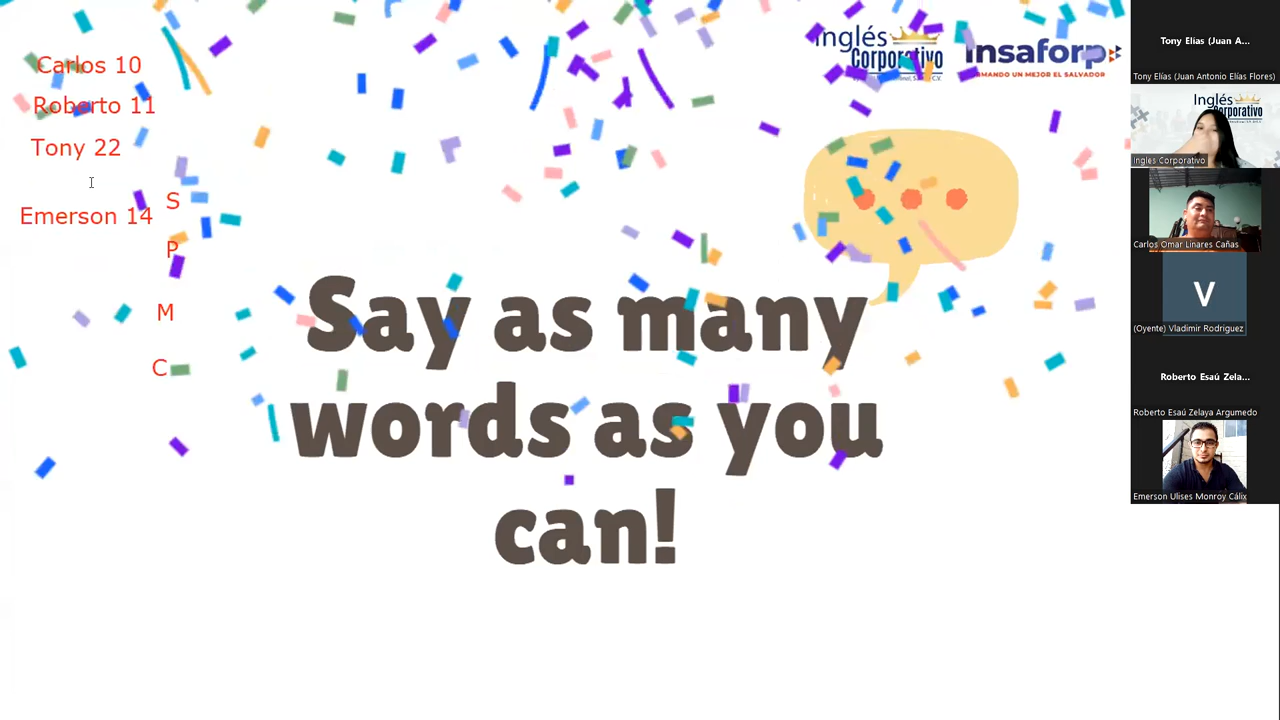 Carlos 10
Roberto 11
Tony 22
Emerson 14
S
P
M
C
Inglés
Corporativo
Insaforp
FORMANDO UN MEJOR EL SALVADOR
Say as many
words as you
can!
Tony Elías (Juan A...
Tony Elías (Juan Antonio Elías Flores)
Inglés
Corporativo
Ingles Corporativo
Carlos Omar Linares Cañas
V
(Oyente) Vladimir Rodriguez
Roberto Esaú Zela...
Roberto Esaú Zelaya Argumedo
Emerson Ulises Monroy Cálix